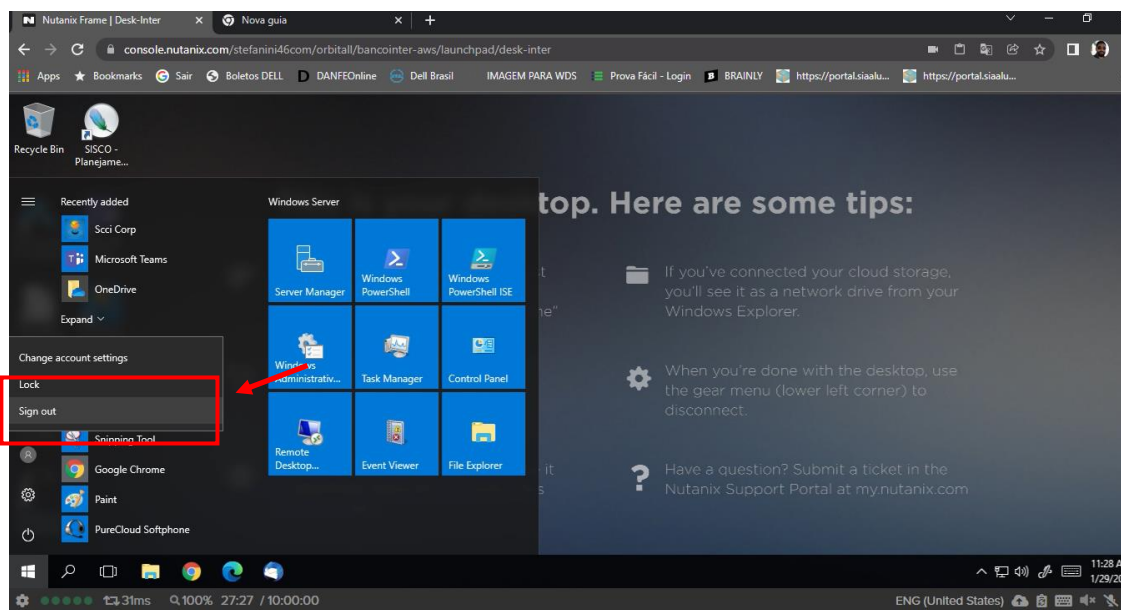 Nutanix Frame | Desk-Inter
Nova guia
console.nutanix.com/stefanini46com/orbitall/bancointer-aws/launchpad/desk-inter
Apps Bookmarks Sair Boletos DELL DANFEOnline Dell Brasil IMAGEM PARA WDS Prova Fácil - Login BRAINLY https://portal.siaalu... https://portal.siaalu...
Recycle Bin
SISCO -
Planejame...
Recently added
Scci Corp
Microsoft Teams
OneDrive
Expand
Change account settings
Lock
Sign out
Snipping Tool
Google Chrome
Paint
PureCloud Softphone
Windows Server
Server Manager
Windows
PowerShell
Windows
PowerShell ISE
Windows
Administrativ...
Task Manager
Control Panel
Remote
Desktop...
Event Viewer
File Explorer
top. Here are some tips:
If you've connected your cloud storage,
you'll see it as a network drive from your
Windows Explorer.
When you're done with the desktop, use
the gear menu (lower left corner) to
disconnect.
Have a question? Submit a ticket in the
Nutanix Support Portal at my.nutanix.com
11:28 A
1/29/20
31ms 100% 27:27 / 10:00:00
ENG (United States)